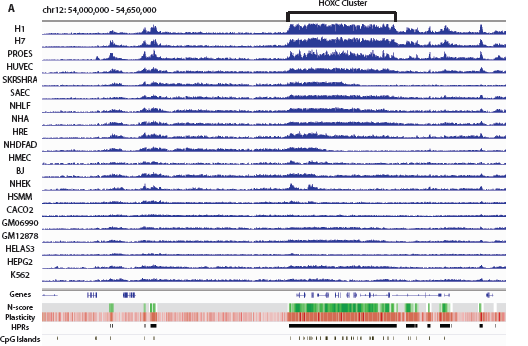 A
chr12: 54,000,000 - 54,650,000
HOXC Cluster
H1
H7
PROES
HUVEC
SKRSHRA
SAEC
NHLF
NHA
HRE
NHDFAD
HMEC
BJ
NHEK
HSMM
CACO2
GM06990
GM12878
HELAS3
HEPG2
K562
Genes
N-score
Plasticity
HPRs
CpG Islands